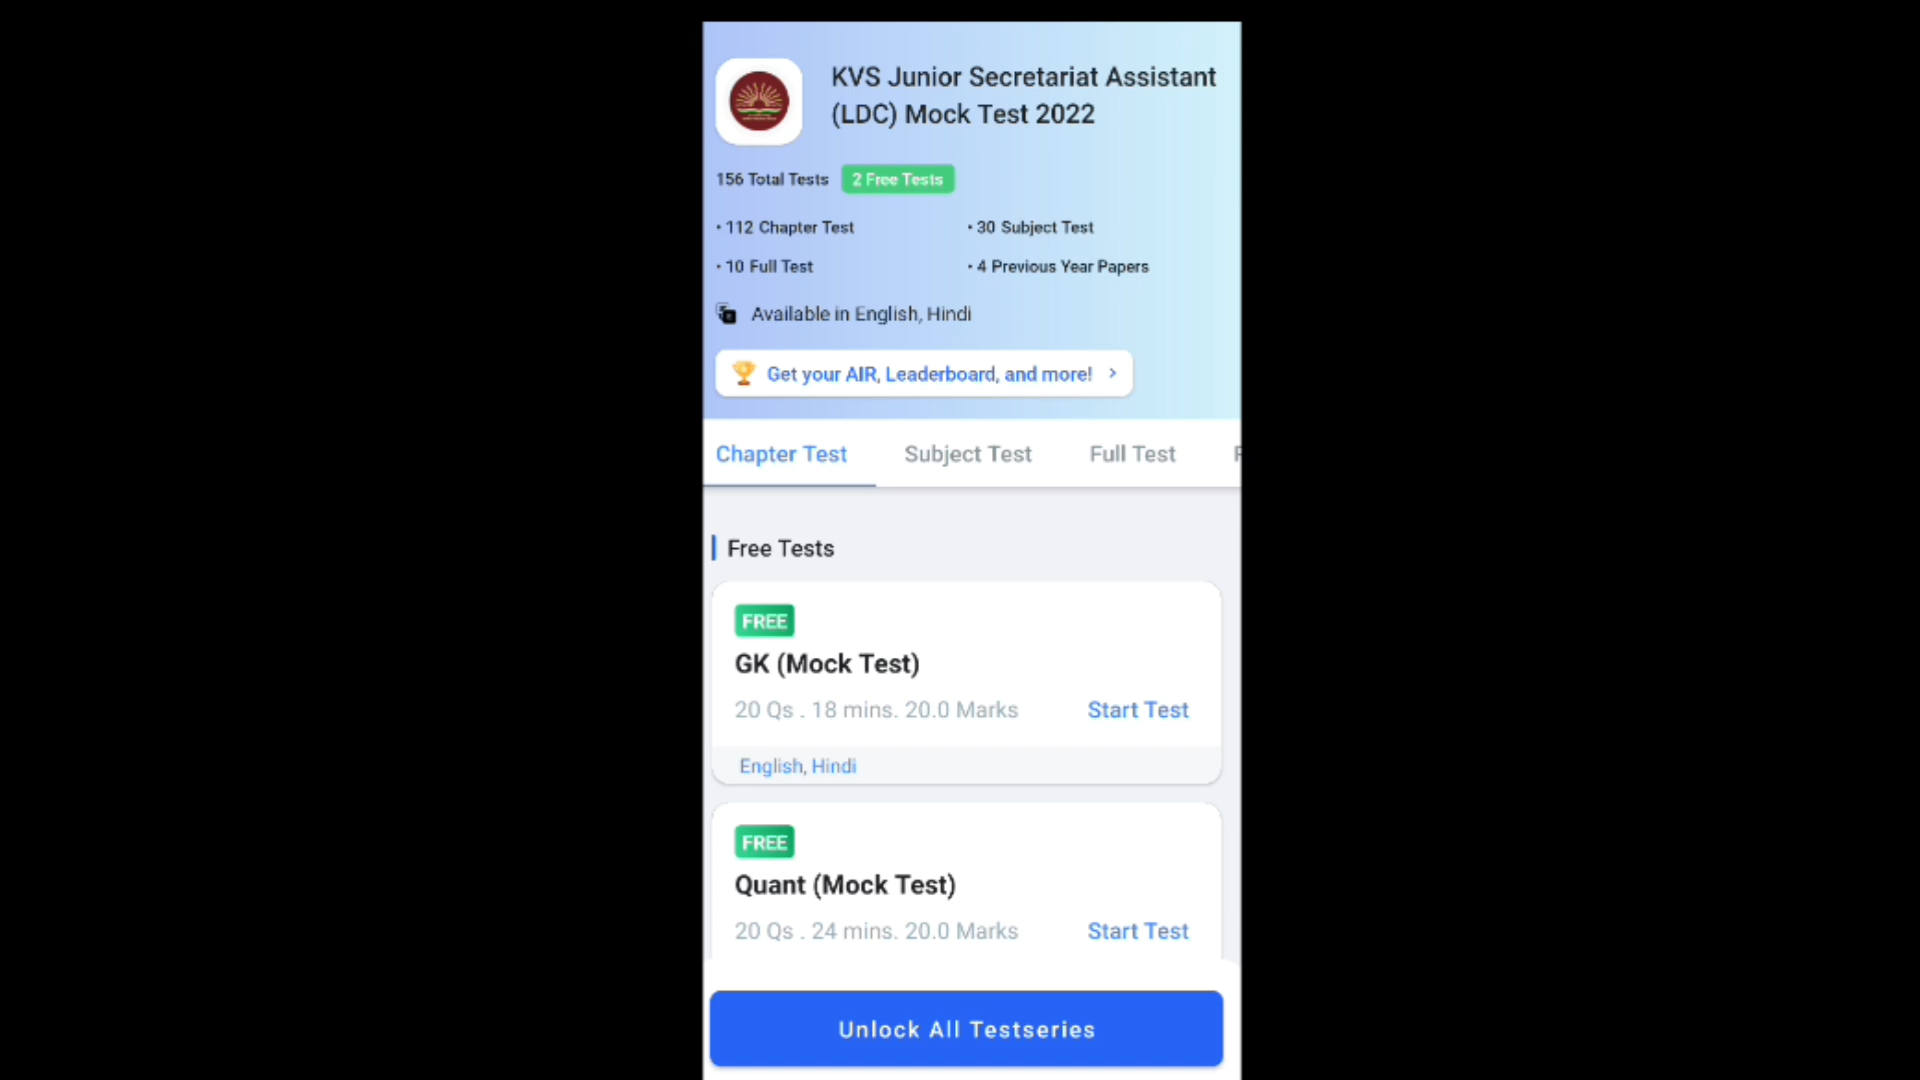 KVS Junior Secretariat Assistant
(LDC) Mock Test 2022
156 Total Tests 2 Free Tests
• 112 Chapter Test • 30 Subject Test
• 10 Full Test • 4 Previous Year Papers
Available in English, Hindi
Get your AIR, Leaderboard, and more! >
Chapter Test Subject Test Full Test
Free Tests
FREE
GK (Mock Test)
20 Qs . 18 mins. 20.0 Marks Start Test
English, Hindi
FREE
Quant (Mock Test)
20 Qs . 24 mins. 20.0 Marks Start Test
Unlock All Testseries